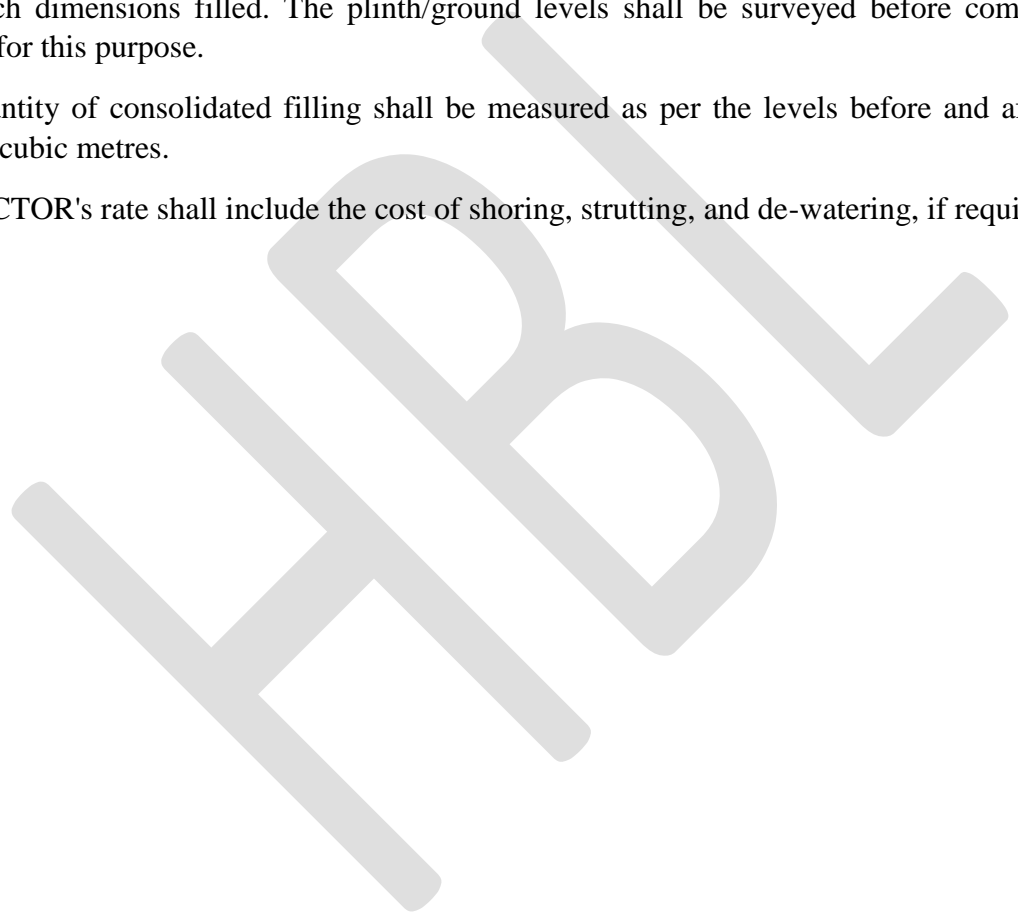 ch dimensions filled. The plinth/ground levels shall be surveyed before com
for this purpose.
ntity of consolidated filling shall be measured as per the levels before and a
cubic metres.
CTOR's rate shall include the cost of shoring, strutting, and de-watering, if requi
HBL